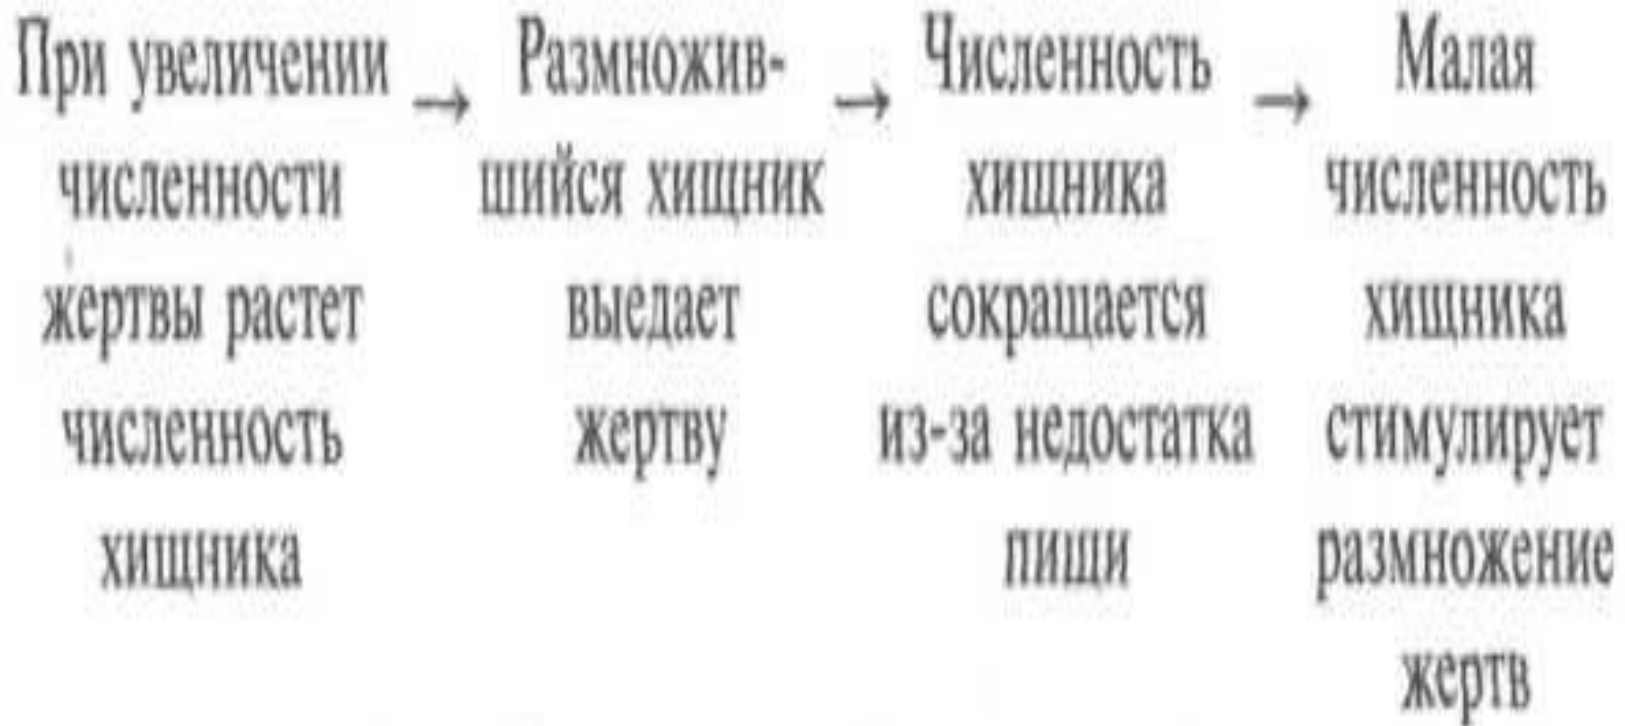 При увеличении
численности
жертвы растет
численность
хищника
→
Размножив-
шийся хищник
выедает
жертву
→
Численность
хищника
сокращается
из-за недостатка
пищи
→
Малая
численность
хищника
стимулирует
размножение
жертв